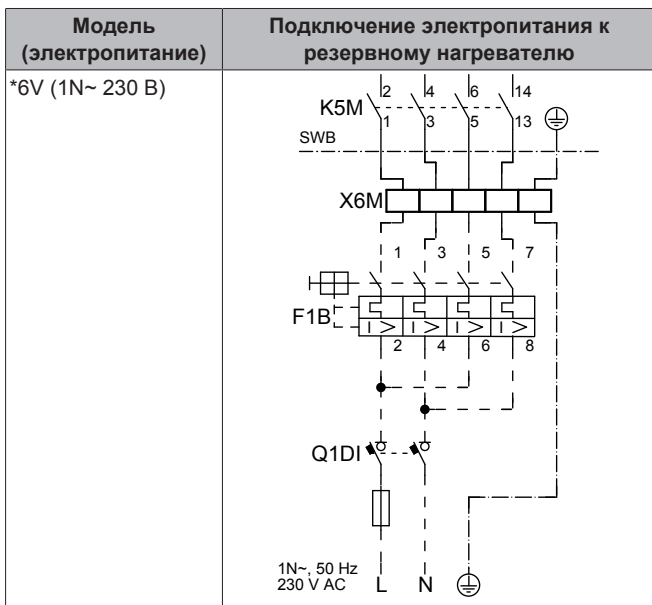 Модель (электропитание)
Подключение электропитания к резервному нагревателю
*6V (1N~ 230 В)
2 4 6 14
K5M
1 3 5 13
SWB
X6M
1 3 5 7
F1B
I > I > I > I >
2 4 6 8
Q1DI
1N~, 50 Hz
230 V AC
L N